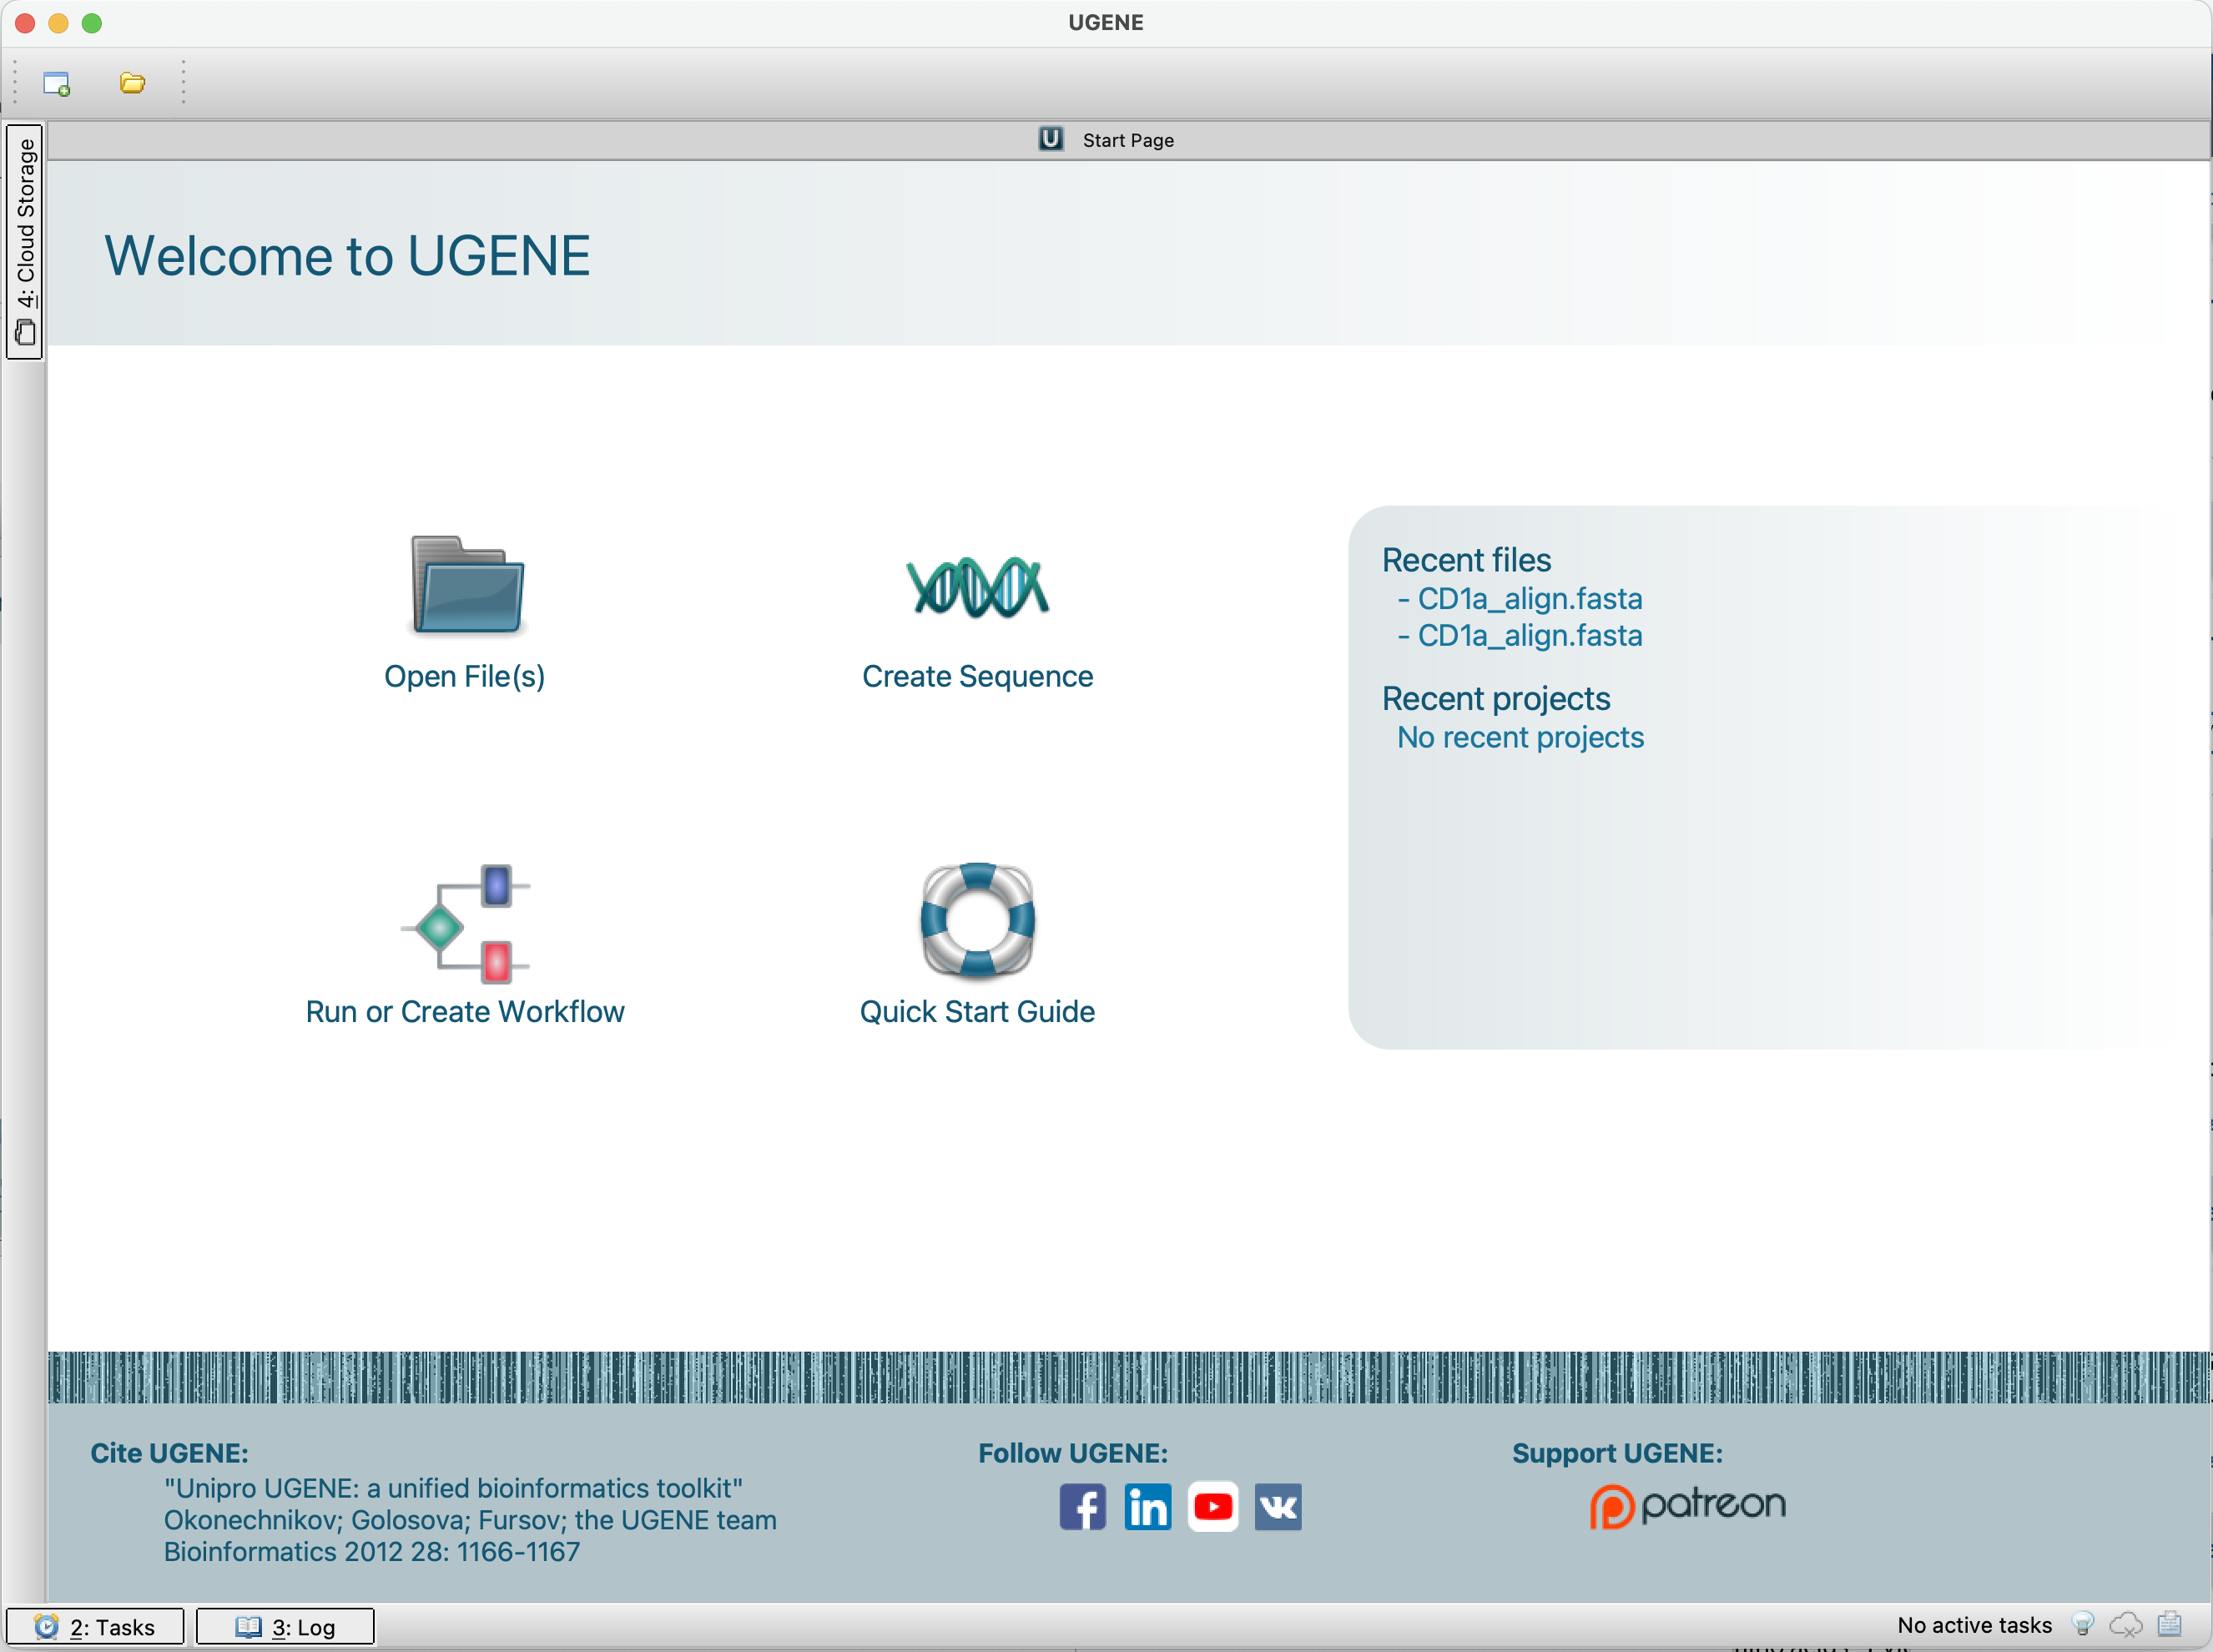 UGENE
4: Cloud Storage
U Start Page
Welcome to UGENE
Open File(s)
Create Sequence
Run or Create Workflow
Quick Start Guide
Recent files
- CD1a_align.fasta
- CD1a_align.fasta
Recent projects
No recent projects
Cite UGENE:
"Unipro UGENE: a unified bioinformatics toolkit"
Okonechnikov; Golosova; Fursov; the UGENE team
Bioinformatics 2012 28: 1166-1167
Follow UGENE:
Support UGENE:
patreon
2: Tasks
3: Log
No active tasks